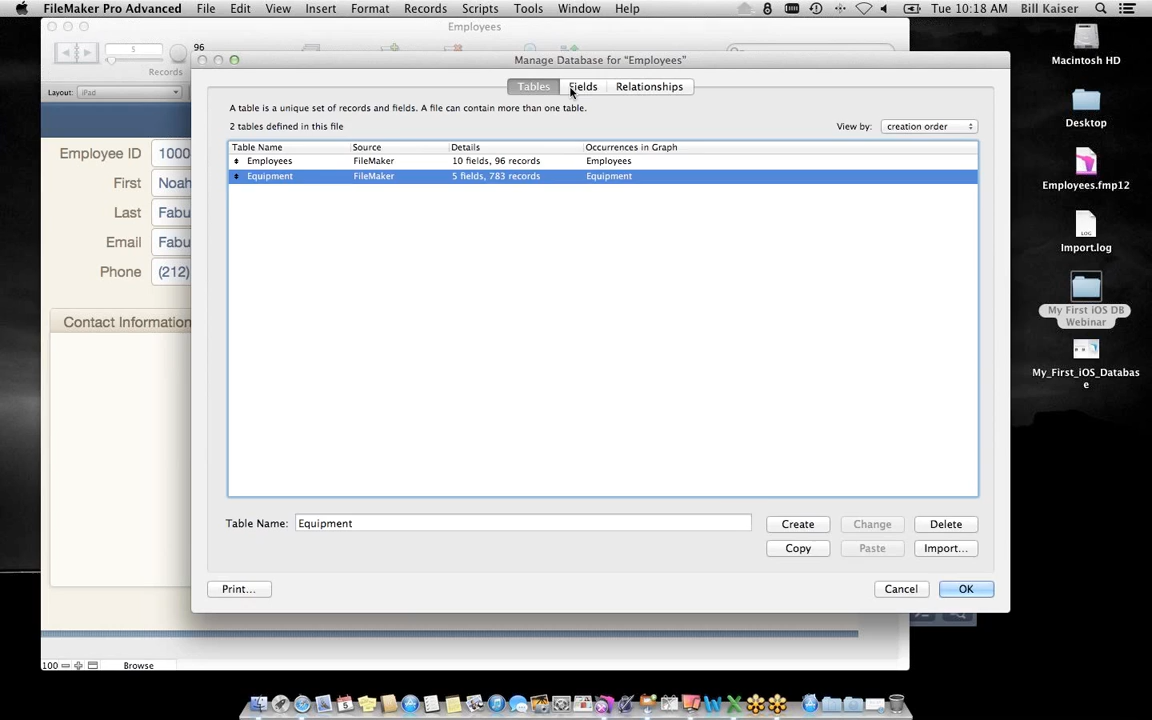 FileMaker Pro Advanced File Edit View Insert Format Records Scripts Tools Window Help Tue 10:18 AM Bill Kaiser
Employees
5
96
Records
Layout: iPad
Employee ID 1000
First Noah
Last Fabu
Email Fabu
Phone (212)
Contact Information
100 Browse
Manage Database for "Employees"
Tables Fields Relationships
A table is a unique set of records and fields. A file can contain more than one table.
2 tables defined in this file
View by: creation order
Table Name Source Details Occurrences in Graph
Employees FileMaker 10 fields, 96 records Employees
Equipment FileMaker 5 fields, 783 records Equipment
Table Name: Equipment
Create Change Delete
Copy Paste Import...
Print... Cancel OK
Macintosh HD
Desktop
Employees.fmp12
LOG
Import.log
My First iOS DB
Webinar
My_First_iOS_Databas
e